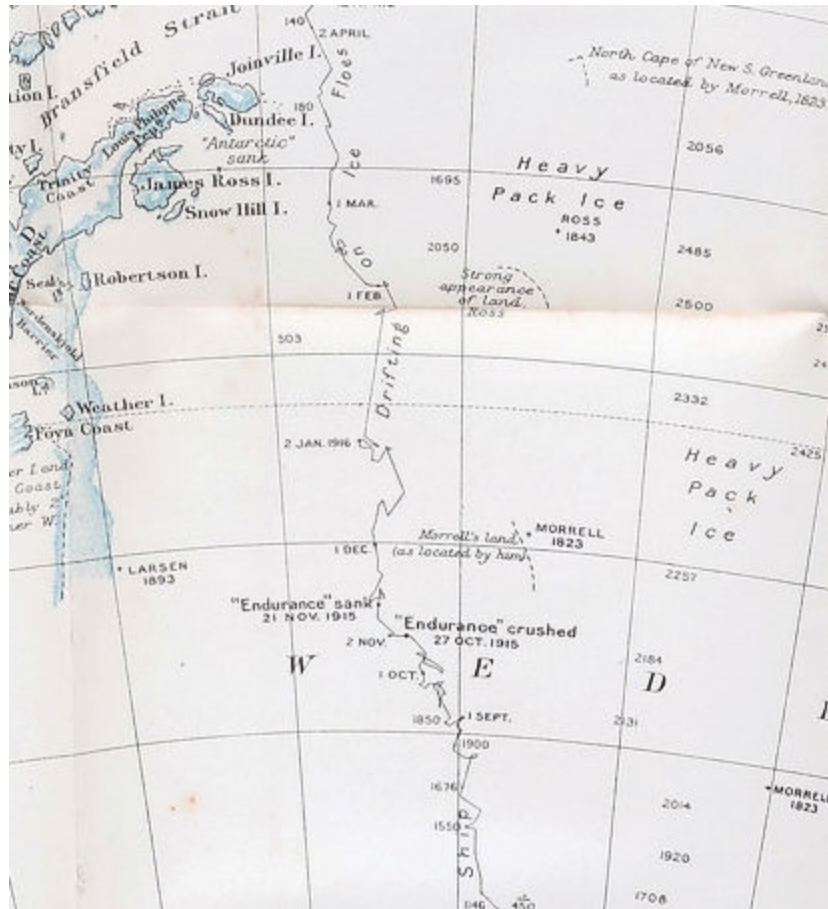 140
2 APRIL
Bransfield Strait
Joinville I.
North Cape of New S. Greenland
as located by Morrell, 1823
Ice Floes
180
Dundee I.
Louis Philippe
Pen.
"Antarctic"
sank
2056
Heavy
Pack Ice
Trinity
Coast
James Ross I.
1695
Snow Hill I.
1 MAR.
ROSS
1843
on
2050
2485
Robertson I.
Strong
appearance
of land,
Ross
1 FEB.
2500
503
Drifting
2332
Weather I.
Foyn Coast
2 JAN. 1916
2425
Heavy
Pack
Ice
Coast
1 DEC.
Morrell's land
(as located by him)
MORRELL
1823
LARSEN
1893
2257
"Endurance" sank
21 NOV. 1915
"Endurance" crushed
27 OCT. 1915
2 NOV.
2184
W E D
1 OCT.
1850
1 SEPT.
2131
1900
1676
MORRELL
1823
2014
1550
Ship
1920
1146
450
1708